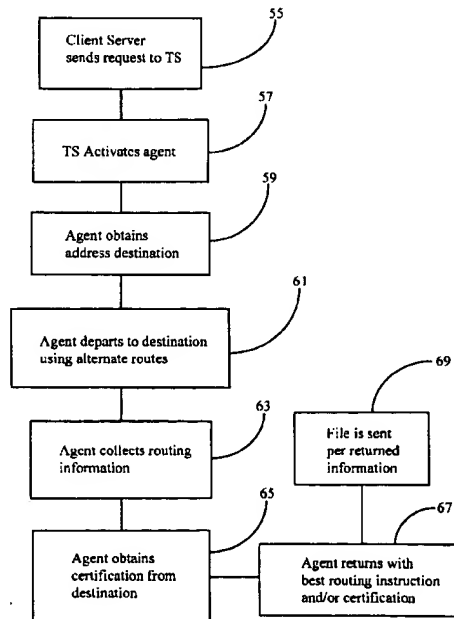 55
Client Server
sends request to TS
57
TS Activates agent
59
Agent obtains
address destination
61
Agent departs to destination
using alternate routes
63
Agent collects routing
information
65
Agent obtains
certification from
destination
67
Agent returns with
best routing instruction
and/or certification
69
File is sent
per returned
information